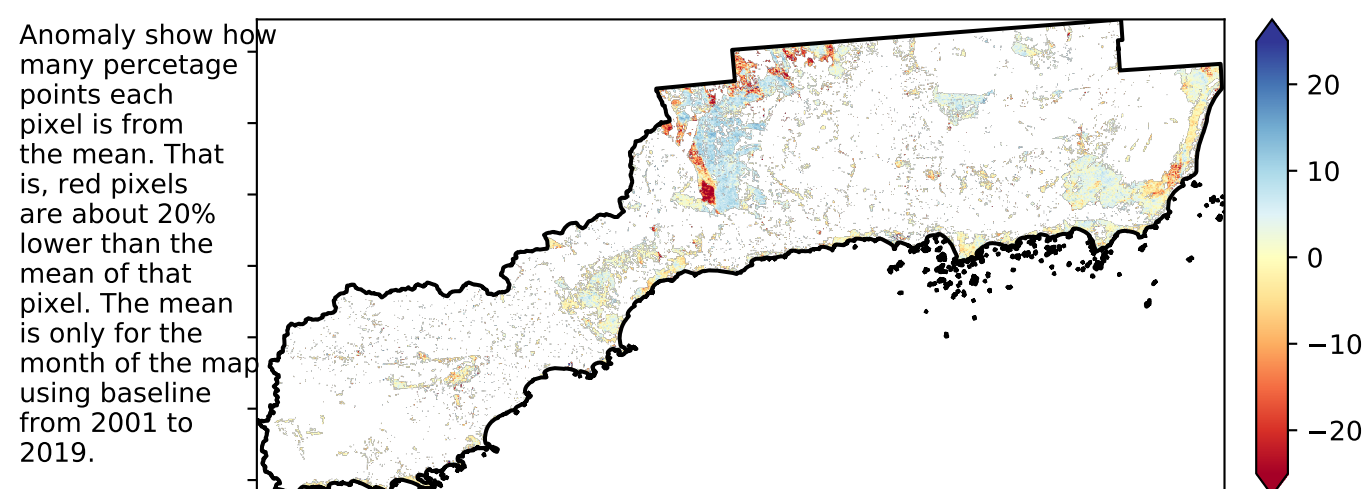 Anomaly show how
many percetage
points each
pixel is from
the mean. That
is, red pixels
are about 20%
lower than the
mean of that
pixel. The mean
is only for the
month of the map
using baseline
from 2001 to
2019.
20
10
0
−10
−20